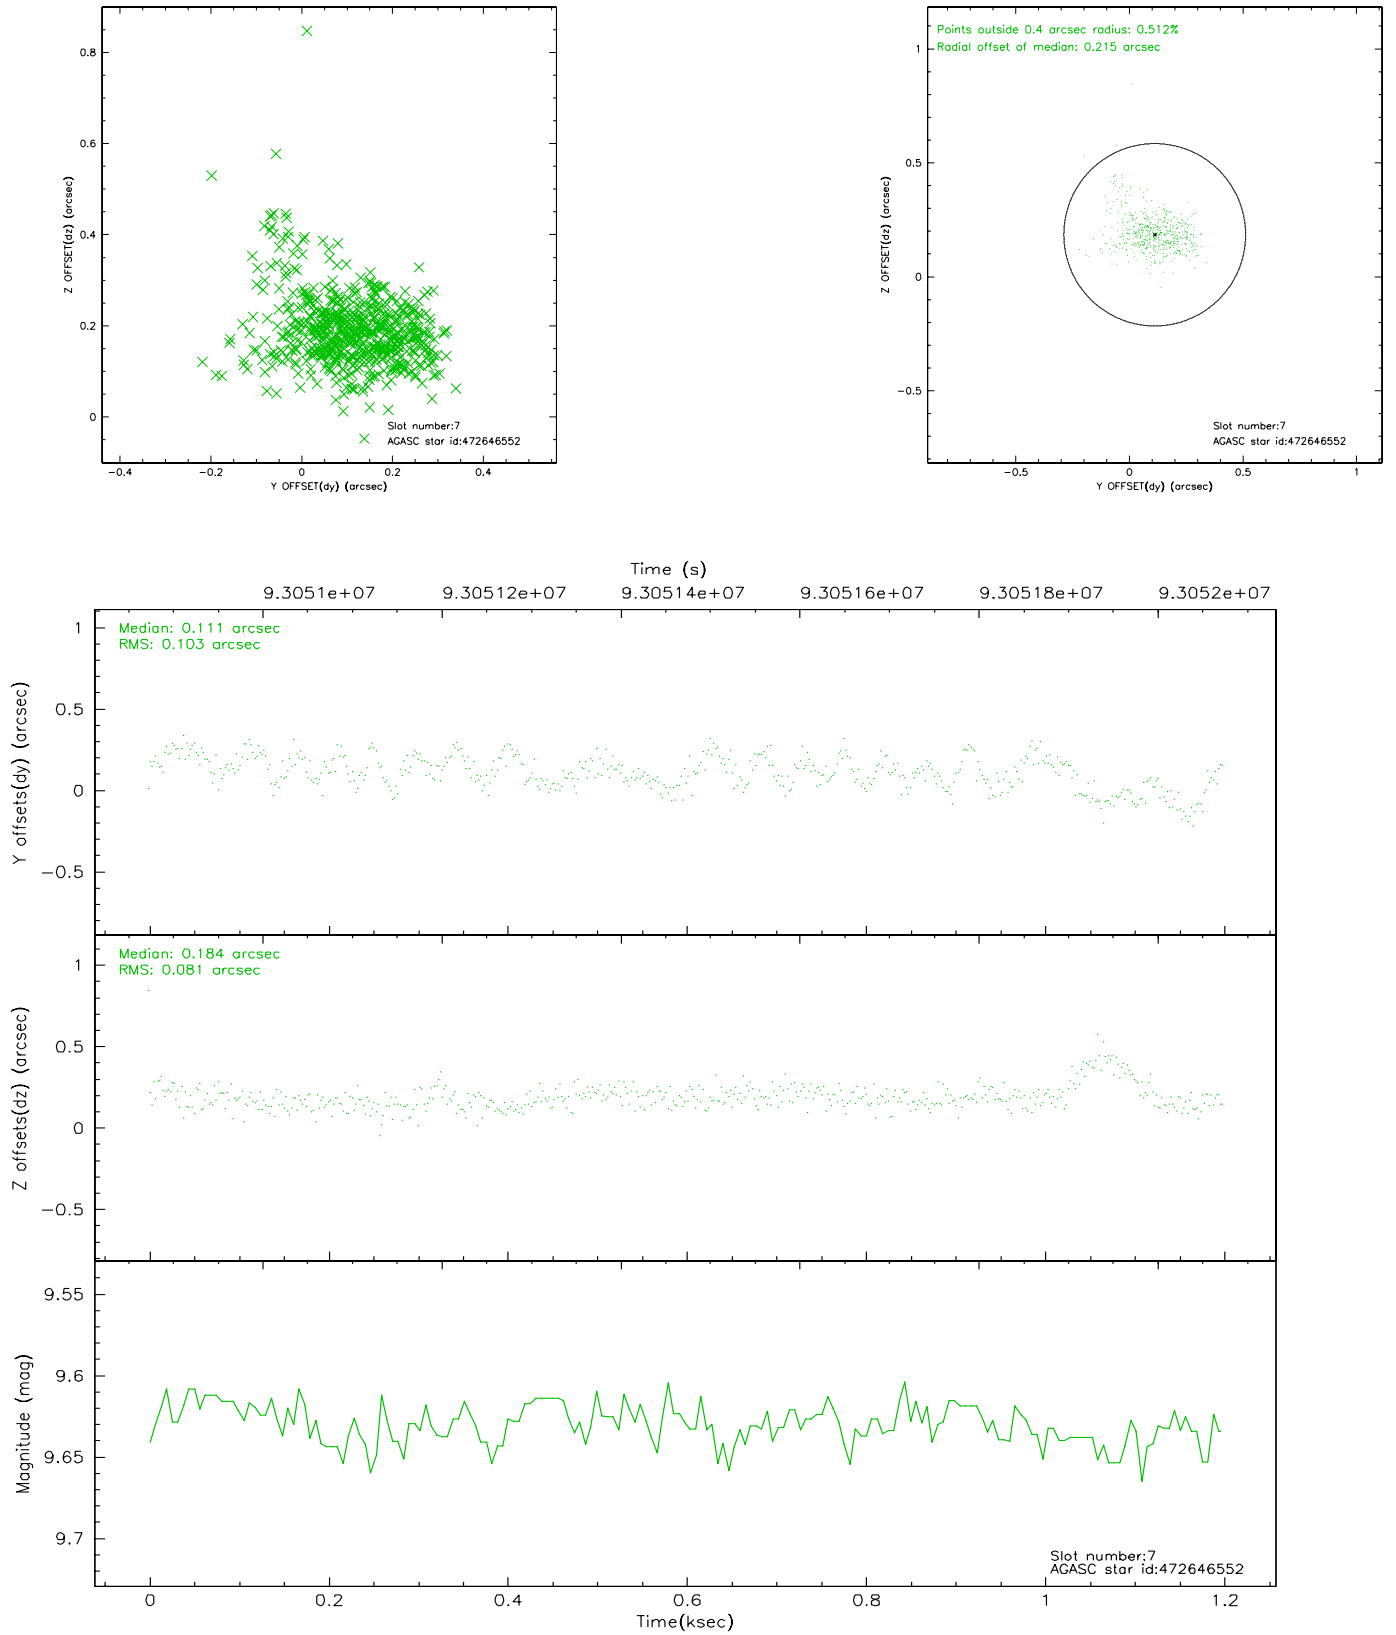 0.8
0.6
0.4
0.2
0
Z OFFSET(dz) (arcsec)
Slot number:7
AGASC star id:472646552
−0.4 −0.2 0 0.2 0.4
Y OFFSET(dy) (arcsec)
Points outside 0.4 arcsec radius: 0.512%
Radial offset of median: 0.215 arcsec
1
0.5
0
−0.5
Z OFFSET(dz) (arcsec)
Slot number:7
AGASC star id:472646552
−0.5 0 0.5 1
Y OFFSET(dy) (arcsec)
Time (s)
9.3051e+07 9.30512e+07 9.30514e+07 9.30516e+07 9.30518e+07 9.3052e+07
Median: 0.111 arcsec
RMS: 0.103 arcsec
1
0.5
0
−0.5
Y offsets(dy) (arcsec)
Median: 0.184 arcsec
RMS: 0.081 arcsec
1
0.5
0
−0.5
Z offsets(dz) (arcsec)
9.55
9.6
9.65
9.7
Magnitude (mag)
Slot number:7
AGASC star id:472646552
0 0.2 0.4 0.6 0.8 1 1.2
Time(ksec)